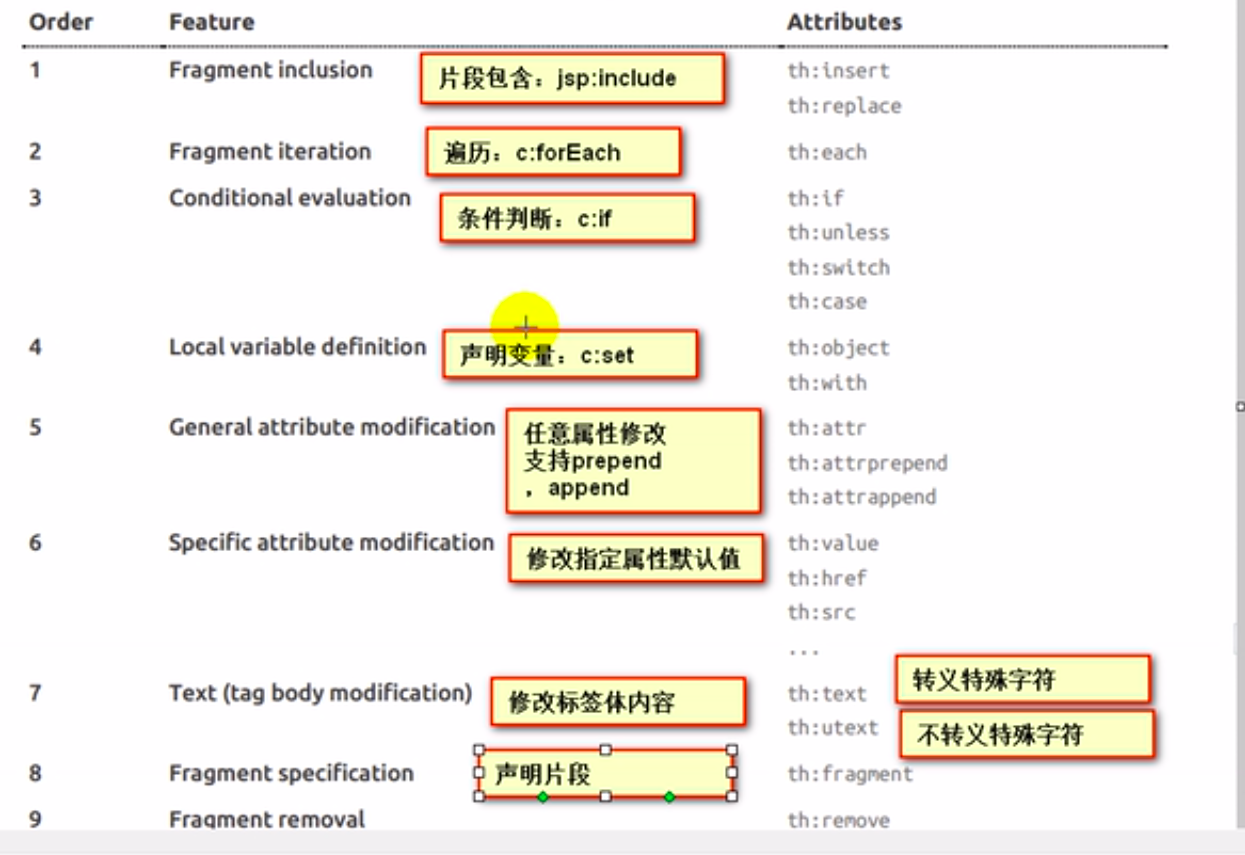 Order Feature Attributes
1 Fragment inclusion 片段包含：jsp:include th:insert
th:replace
2 Fragment iteration 遍历：c:forEach th:each
3 Conditional evaluation 条件判断：c:if th:if
th:unless
th:switch
th:case
4 Local variable definition 声明变量：c:set th:object
th:with
5 General attribute modification 任意属性修改 th:attr
支持prepend th:attrprepend
，append th:attrappend
6 Specific attribute modification 修改指定属性默认值 th:value
th:href
th:src
...
7 Text (tag body modification) 修改标签体内容 th:text 转义特殊字符
th:utext 不转义特殊字符
8 Fragment specification 声明片段 th:fragment
9 Fragment removal th:remove